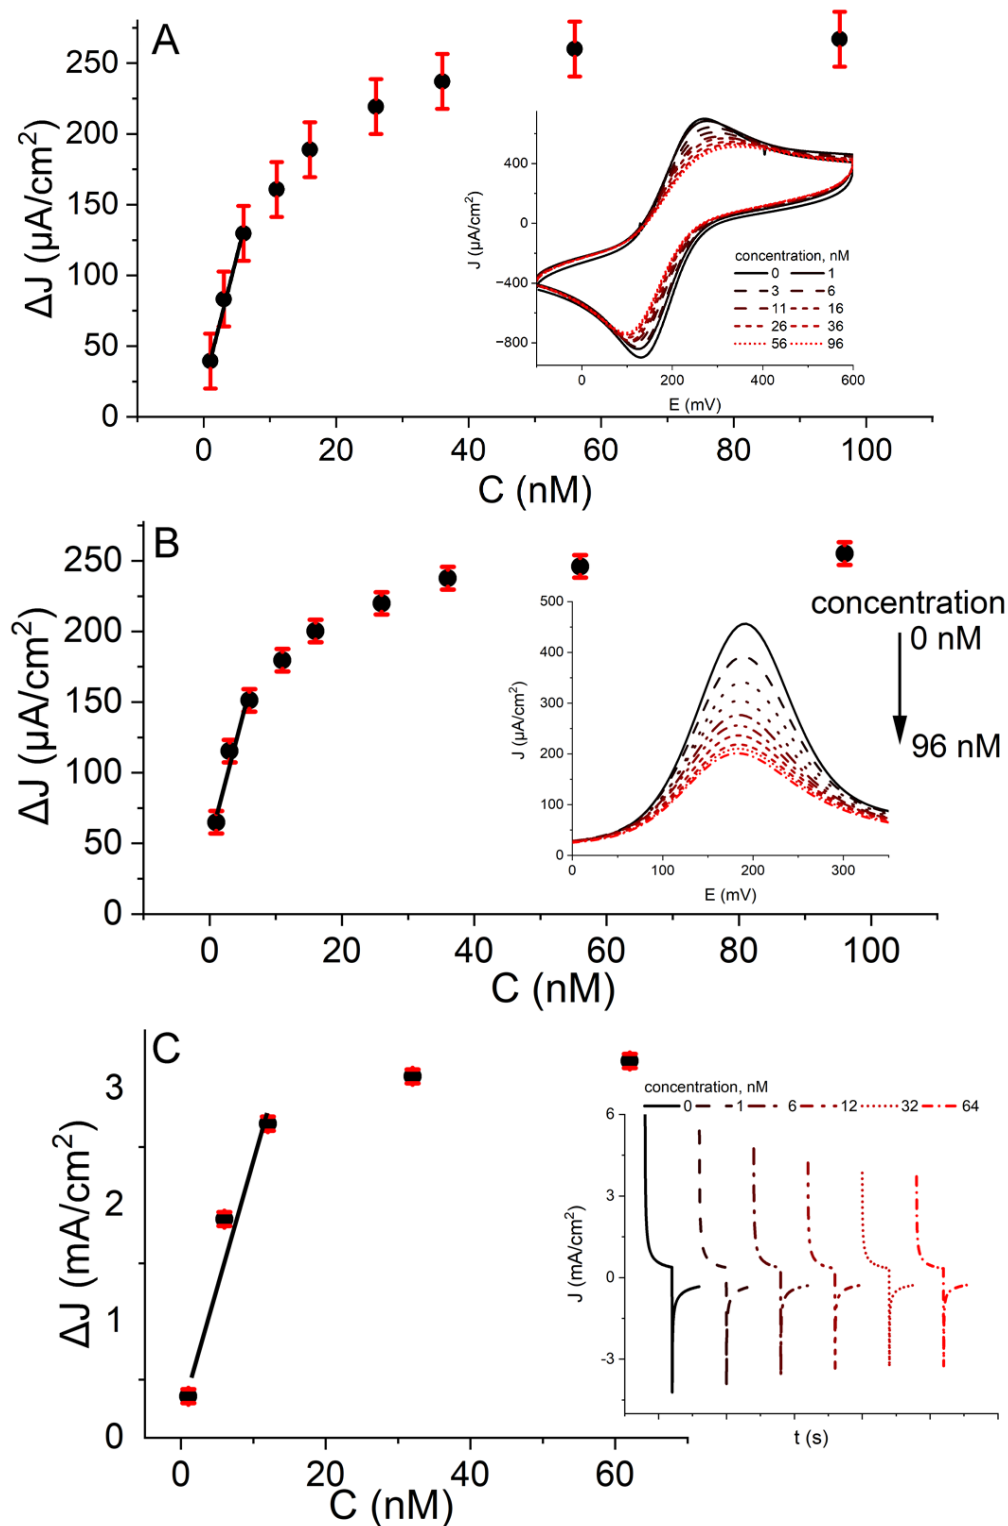 A
250
200
150
100
50
0
ΔJ (µA/cm²)
0 20 40 60 80 100
C (nM)
400
0
−400
−800
J (µA/cm²)
0 200 400 600
E (mV)
concentration, nM
0 1
3 6
11 16
26 36
56 96
B
250
200
150
100
50
0
ΔJ (µA/cm²)
0 20 40 60 80 100
C (nM)
500
400
300
200
100
0
J (µA/cm²)
0 100 200 300
E (mV)
concentration
0 nM
96 nM
C
3
2
1
0
ΔJ (mA/cm²)
0 20 40 60
C (nM)
concentration, nM
0 1 6 12 32 64
6
3
0
-3
J (mA/cm²)
t (s)